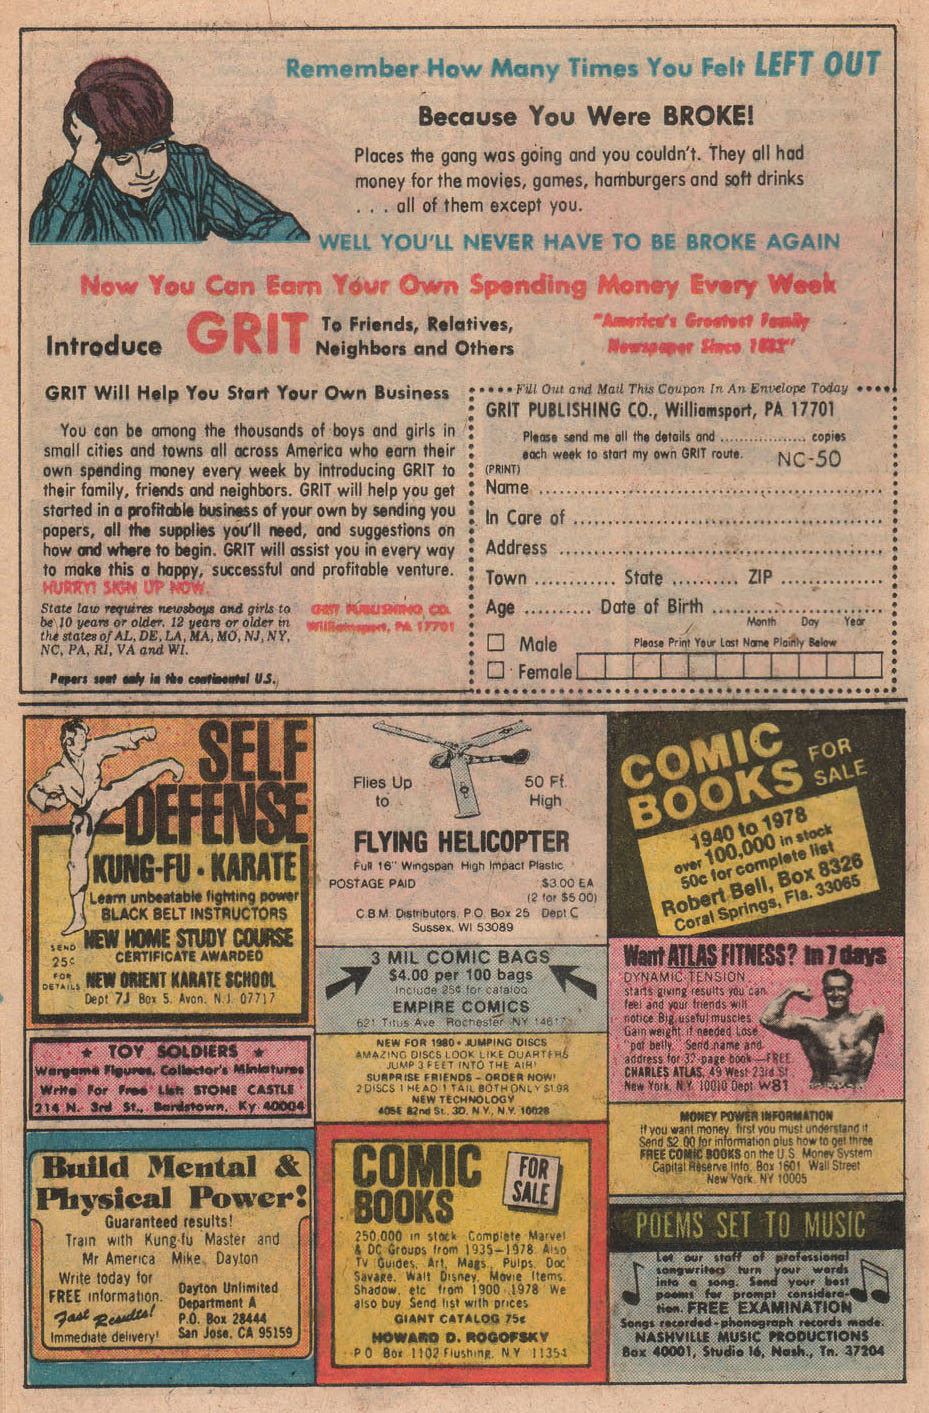 Remember How Many Times You Felt LEFT OUT
Because You Were BROKE!
Places the gang was going and you couldn't. They all had
money for the movies, games, hamburgers and soft drinks
. . . all of them except you.
WELL YOU'LL NEVER HAVE TO BE BROKE AGAIN
Now You Can Earn Your Own Spending Money Every Week
Introduce GRIT To Friends, Relatives,
Neighbors and Others
"America's Greatest Family
Newspaper Since 1882"
GRIT Will Help You Start Your Own Business
You can be among the thousands of boys and girls in
small cities and towns all across America who earn their
own spending money every week by introducing GRIT to
their family, friends and neighbors. GRIT will help you get
started in a profitable business of your own by sending you
papers, all the supplies you'll need, and suggestions on
how and where to begin. GRIT will assist you in every way
to make this a happy, successful and profitable venture.
HURRY! SIGN UP NOW.
State law requires newsboys and girls to
be 10 years or older. 12 years or older in
the states of AL, DE, LA, MA, MO, NJ, NY,
NC, PA, RI, VA and WI.
GRIT PUBLISHING CO.
Williamsport, PA 17701
Papers sent only in the continental U.S.
Fill Out and Mail This Coupon In An Envelope Today
GRIT PUBLISHING CO., Williamsport, PA 17701
Please send me all the details and .................. copies
each week to start my own GRIT route. NC-50
(PRINT)
Name
In Care of
Address
Town ............ State .......... ZIP
Age .......... Date of Birth
Month Day Year
Male Please Print Your Last Name Plainly Below
Female
SELF
DEFENSE
KUNG-FU • KARATE
Learn unbeatable fighting power
BLACK BELT INSTRUCTORS
NEW HOME STUDY COURSE
CERTIFICATE AWARDED
SEND
25¢
FOR
DETAILS
NEW ORIENT KARATE SCHOOL
Dept 7J Box 5, Avon, N.J. 07717
★ TOY SOLDIERS ★
Wargame Figures, Collector's Miniatures
Write For Free List: STONE CASTLE
214 N. 3rd St., Bardstown, Ky 40004
Build Mental &
Physical Power!
Guaranteed results!
Train with Kung-fu Master and
Mr America Mike Dayton
Write today for
FREE information.
Fast Results!
Immediate delivery!
Dayton Unlimited
Department A
P.O. Box 28444
San Jose, CA 95159
Flies Up
to
50 Ft.
High
FLYING HELICOPTER
Full 16" Wingspan High Impact Plastic
POSTAGE PAID $3.00 EA
(2 for $5.00)
C.B.M. Distributors, P.O. Box 25 Dept C
Sussex, WI 53089
3 MIL COMIC BAGS
$4.00 per 100 bags
Include 25¢ for catalog
EMPIRE COMICS
621 Titus Ave Rochester NY 14617
NEW FOR 1980 • JUMPING DISCS
AMAZING DISCS LOOK LIKE QUARTERS
JUMP 3 FEET INTO THE AIR!
SURPRISE FRIENDS - ORDER NOW!
2 DISCS 1 HEAD 1 TAIL BOTH ONLY $1.98
NEW TECHNOLOGY
405E 82nd St., 3D, N.Y., N.Y. 10028
COMIC
BOOKS
FOR
SALE
250,000 in stock Complete Marvel
& DC Groups from 1935-1978. Also
TV Guides, Art, Mags., Pulps, Doc
Savage, Walt Disney, Movie Items,
Shadow, etc from 1900 1978 We
also buy Send list with prices
GIANT CATALOG 75¢
HOWARD D. ROGOFSKY
P O Box 1102 Flushing, N.Y 11354
COMIC
BOOKS
FOR
SALE
1940 to 1978
over 100,000 in stock
50¢ for complete list
Robert Bell, Box 8326
Coral Springs, Fla. 33065
Want ATLAS FITNESS? In 7 days
DYNAMIC-TENSION
starts giving results you can
feel and your friends will
notice Big, useful muscles.
Gain weight if needed Lose
pot belly. Send name and
address for 32-page book—FREE
CHARLES ATLAS, 49 West 23rd St.
New York, N.Y. 10010 Dept. W81
MONEY POWER INFORMATION
If you want money, first you must understand it
Send $2.00 for information plus how to get three
FREE COMIC BOOKS on the U.S. Money System
Capital Reserve Info, Box 1601, Wall Street
New York, NY 10005
POEMS SET TO MUSIC
Let our staff of professional
songwriters turn your words
into a song. Send your best
poems for prompt considera-
tion. FREE EXAMINATION
Songs recorded-phonograph records made.
NASHVILLE MUSIC PRODUCTIONS
Box 40001, Studio 16, Nash., Tn. 37204